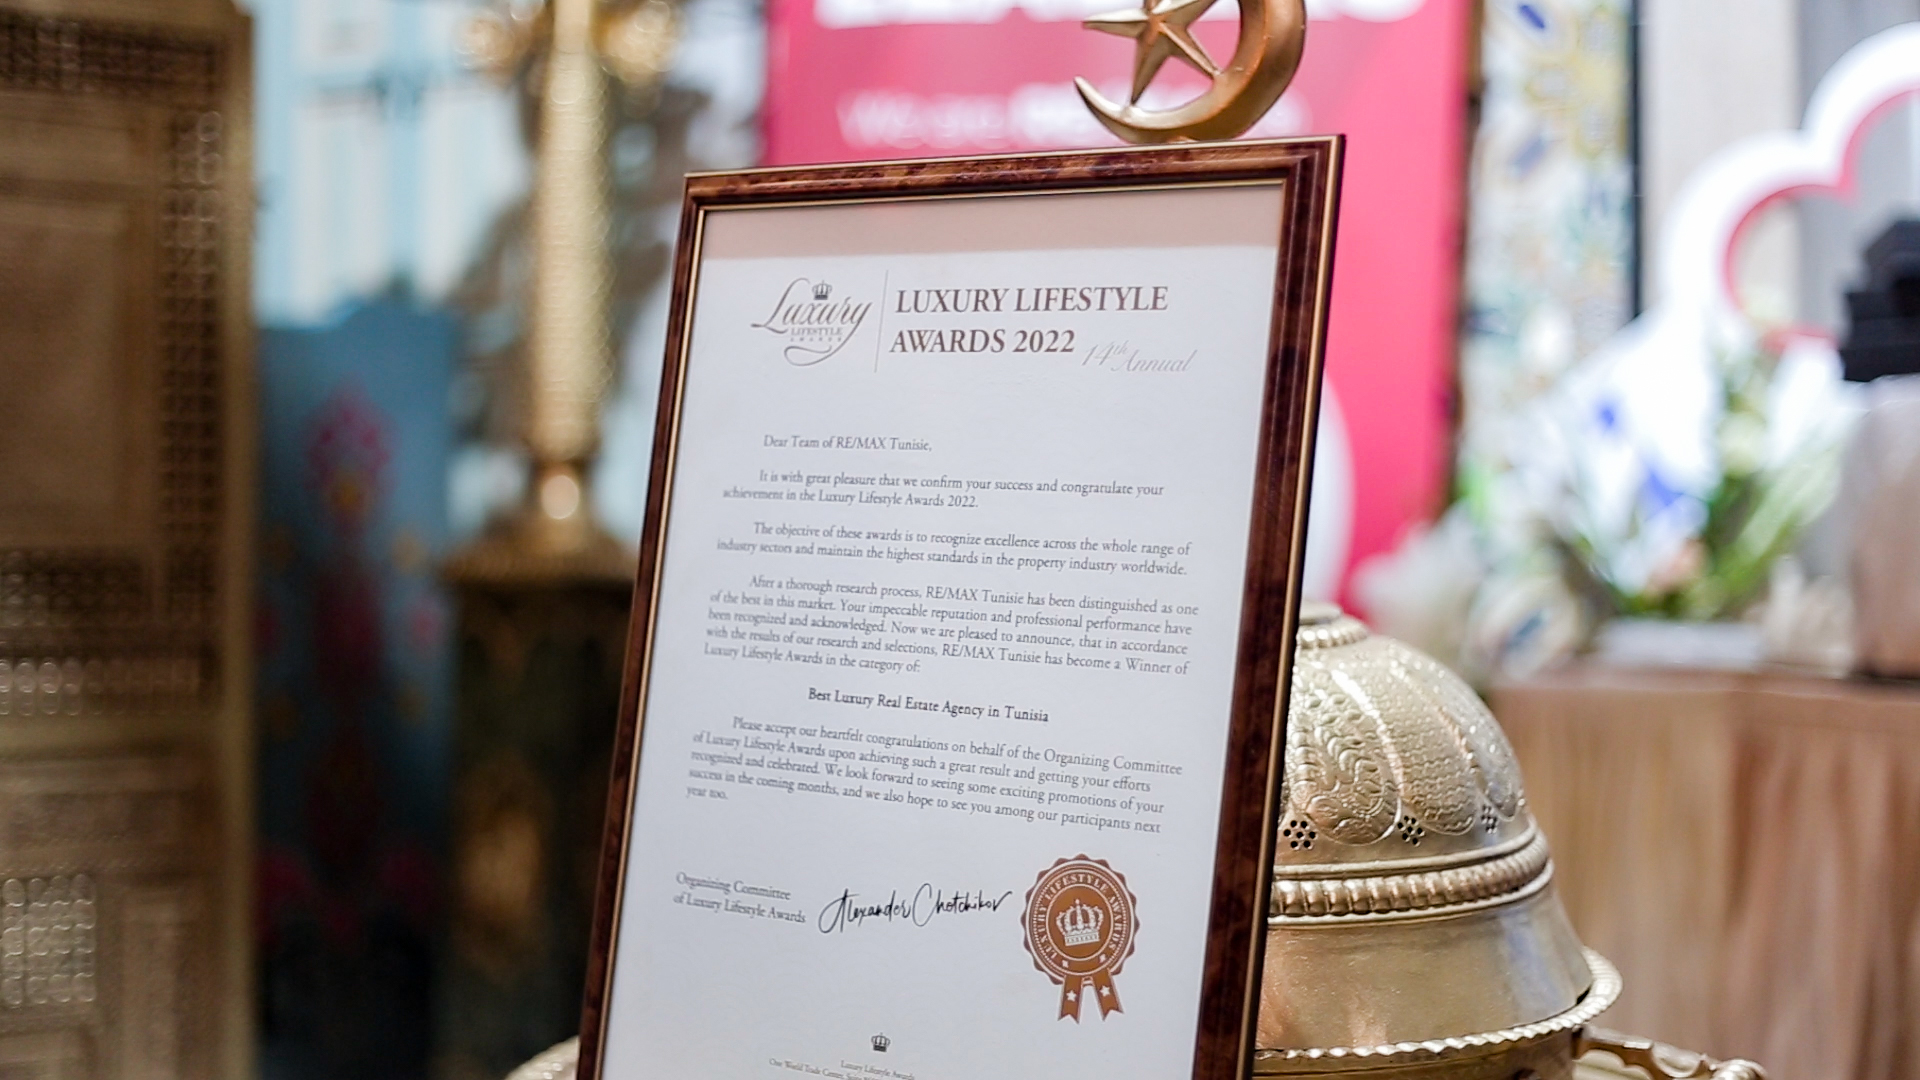 Luxury
LIFESTYLE
AWARDS
LUXURY LIFESTYLE
AWARDS 2022 14th Annual
Dear Team of RE/MAX Tunisie,
It is with great pleasure that we confirm your success and congratulate your
achievement in the Luxury Lifestyle Awards 2022.
The objective of these awards is to recognize excellence across the whole range of
industry sectors and maintain the highest standards in the property industry worldwide.
After a thorough research process, RE/MAX Tunisie has been distinguished as one
of the best in this market. Your impeccable reputation and professional performance have
been recognized and acknowledged. Now we are pleased to announce, that in accordance
with the results of our research and selections, RE/MAX Tunisie has become a Winner of
Luxury Lifestyle Awards in the category of:
Best Luxury Real Estate Agency in Tunisia
Please accept our heartfelt congratulations on behalf of the Organizing Committee
of Luxury Lifestyle Awards upon achieving such a great result and getting your efforts
recognized and celebrated. We look forward to seeing some exciting promotions of your
success in the coming months, and we also hope to see you among our participants next
year too.
Organizing Committee
of Luxury Lifestyle Awards
Alexander Chetchikov
LUXURY LIFESTYLE AWARDS
Luxury Lifestyle Awards
One World Trade Center,
We are